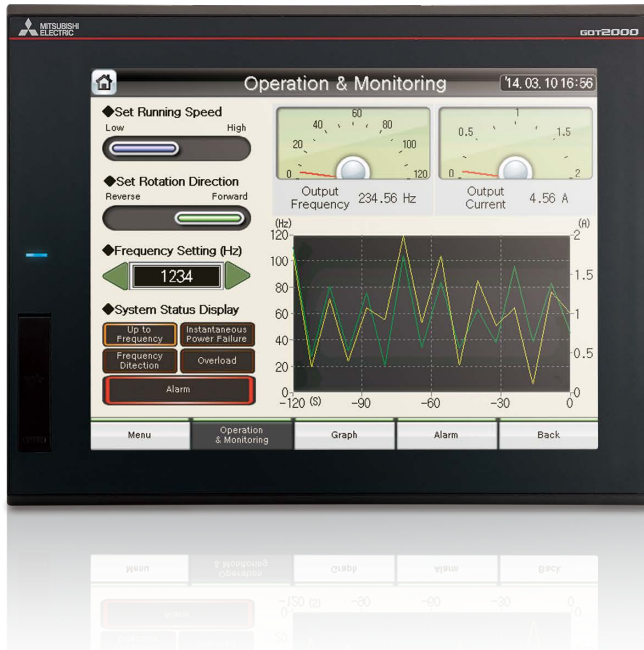 MITSUBISHI
ELECTRIC
GOT2000
Operation & Monitoring
'14. 03. 10 16:56
◆Set Running Speed
Low High
◆Set Rotation Direction
Reverse Forward
◆Frequency Setting (Hz)
1234
◆System Status Display
Up to
Frequency
Instantaneous
Power Failure
Frequency
Ditection
Overload
Alarm
0 20 40 60 80 100 120
Output
Frequency 234.56 Hz
0 0.5 1 1.5 2
Output
Current 4.56 A
(Hz) (A)
120 2
100 1.5
80
60 1
40
20 0.5
0 0
-120 (S) -90 -60 -30 0
Menu
Operation
& Monitoring
Graph
Alarm
Back